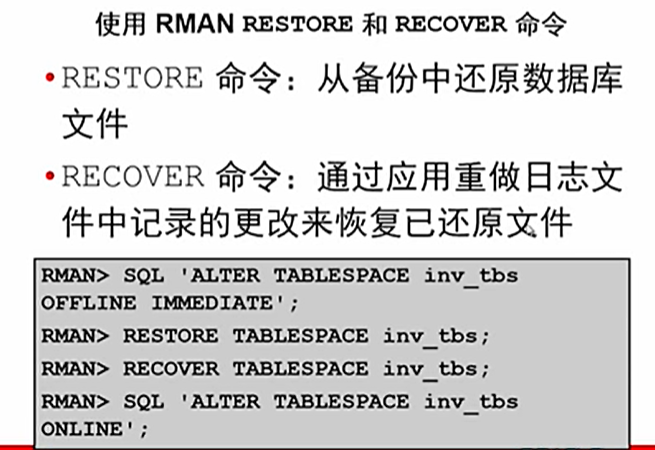 使用 RMAN RESTORE 和 RECOVER 命令
•RESTORE 命令：从备份中还原数据库
文件
•RECOVER 命令：通过应用重做日志文
件中记录的更改来恢复已还原文件
RMAN> SQL 'ALTER TABLESPACE inv_tbs
OFFLINE IMMEDIATE';
RMAN> RESTORE TABLESPACE inv_tbs;
RMAN> RECOVER TABLESPACE inv_tbs;
RMAN> SQL 'ALTER TABLESPACE inv_tbs
ONLINE';